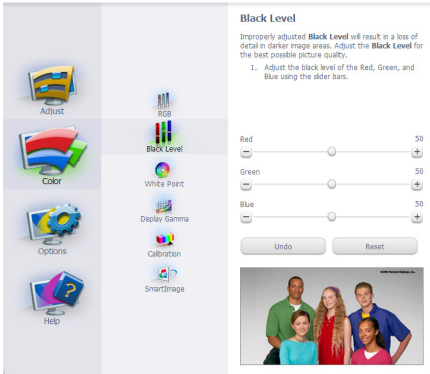 Black Level
Improperly adjusted Black Level will result in a loss of
detail in darker image areas. Adjust the Black Level for
the best possible picture quality.
1. Adjust the black level of the Red, Green, and
Blue using the slider bars.
Adjust
Color
Options
Help
RGB
Black Level
White Point
Display Gamma
Calibration
SmartImage
Red 50
Green 50
Blue 50
Undo Reset